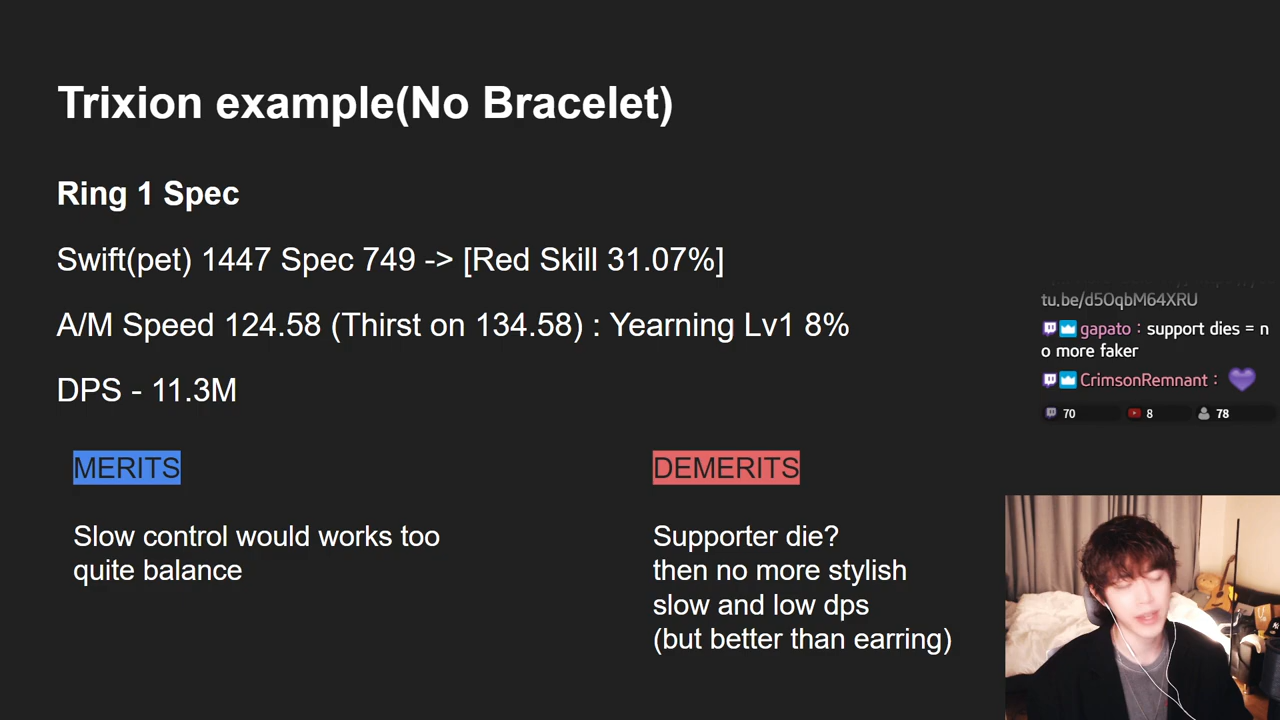 Trixion example(No Bracelet)
Ring 1 Spec
Swift(pet) 1447 Spec 749 -> [Red Skill 31.07%]
A/M Speed 124.58 (Thirst on 134.58) : Yearning Lv1 8%
DPS - 11.3M
MERITS
Slow control would works too
quite balance
DEMERITS
Supporter die?
then no more stylish
slow and low dps
(but better than earring)
tu.be/d5OqbM64XRU
gapato : support dies = n
o more faker
CrimsonRemnant :
70 8 78